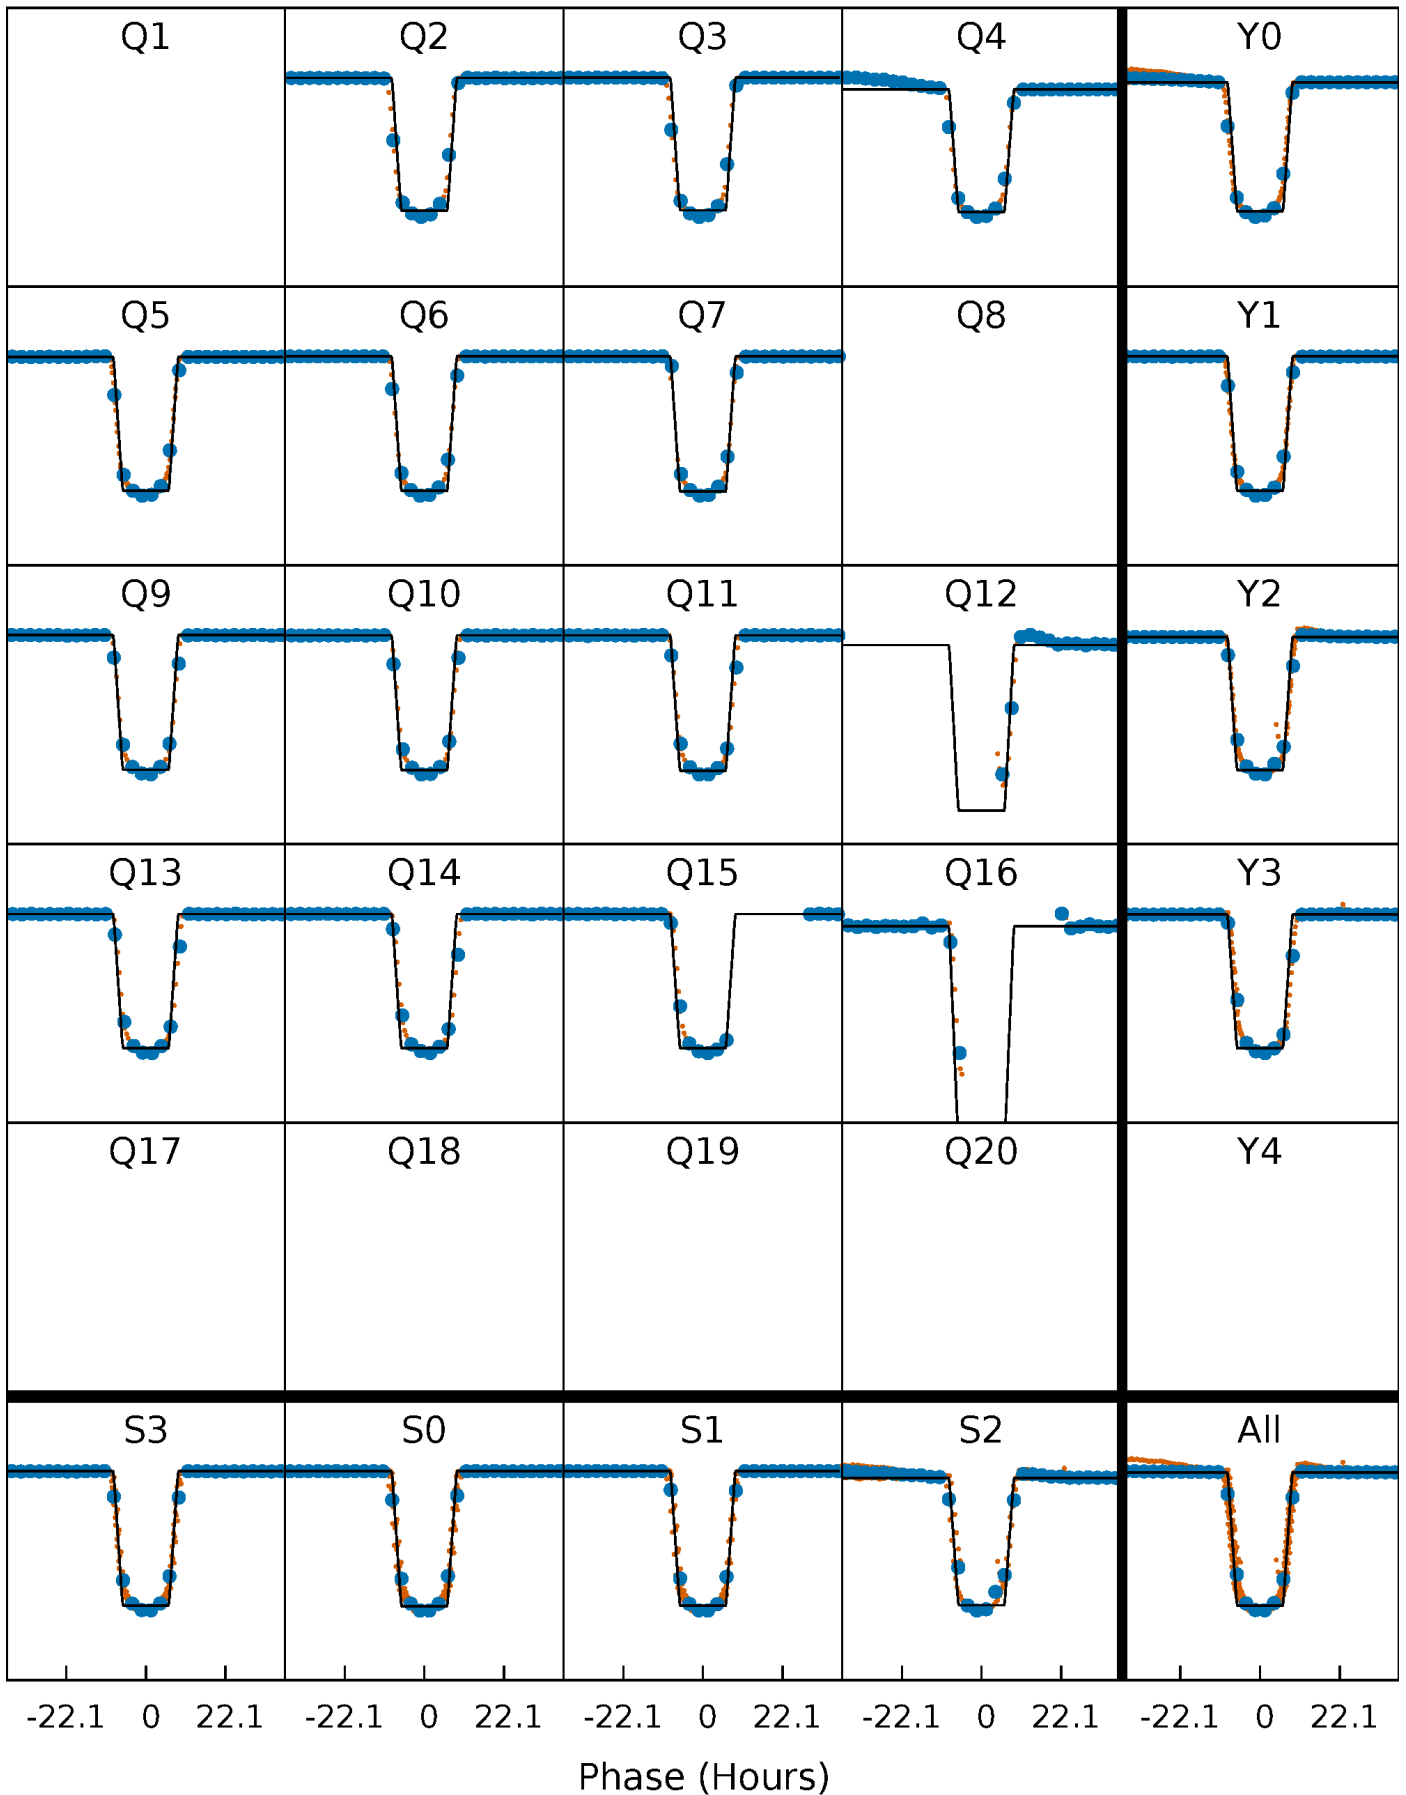 Q1 Q2 Q3 Q4 Y0
Q5 Q6 Q7 Q8 Y1
Q9 Q10 Q11 Q12 Y2
Q13 Q14 Q15 Q16 Y3
Q17 Q18 Q19 Q20 Y4
S3 S0 S1 S2 All
-22.1 0 22.1 -22.1 0 22.1 -22.1 0 22.1 -22.1 0 22.1 -22.1 0 22.1
Phase (Hours)